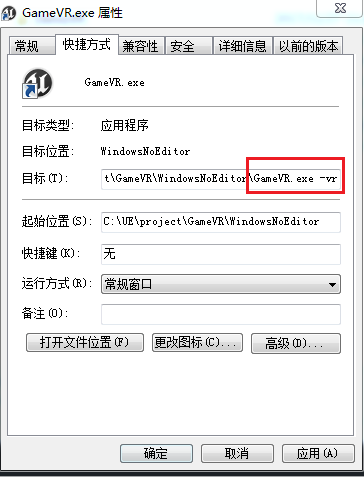 GameVR.exe 属性
常规 快捷方式 兼容性 安全 详细信息 以前的版本
GameVR.exe
目标类型: 应用程序
目标位置: WindowsNoEditor
目标(T): t\GameVR\WindowsNoEditor\GameVR.exe -vr
起始位置(S): C:\UE\project\GameVR\WindowsNoEditor
快捷键(K): 无
运行方式(R): 常规窗口
备注(O):
打开文件位置(F) 更改图标(C)... 高级(D)...
确定 取消 应用(A)